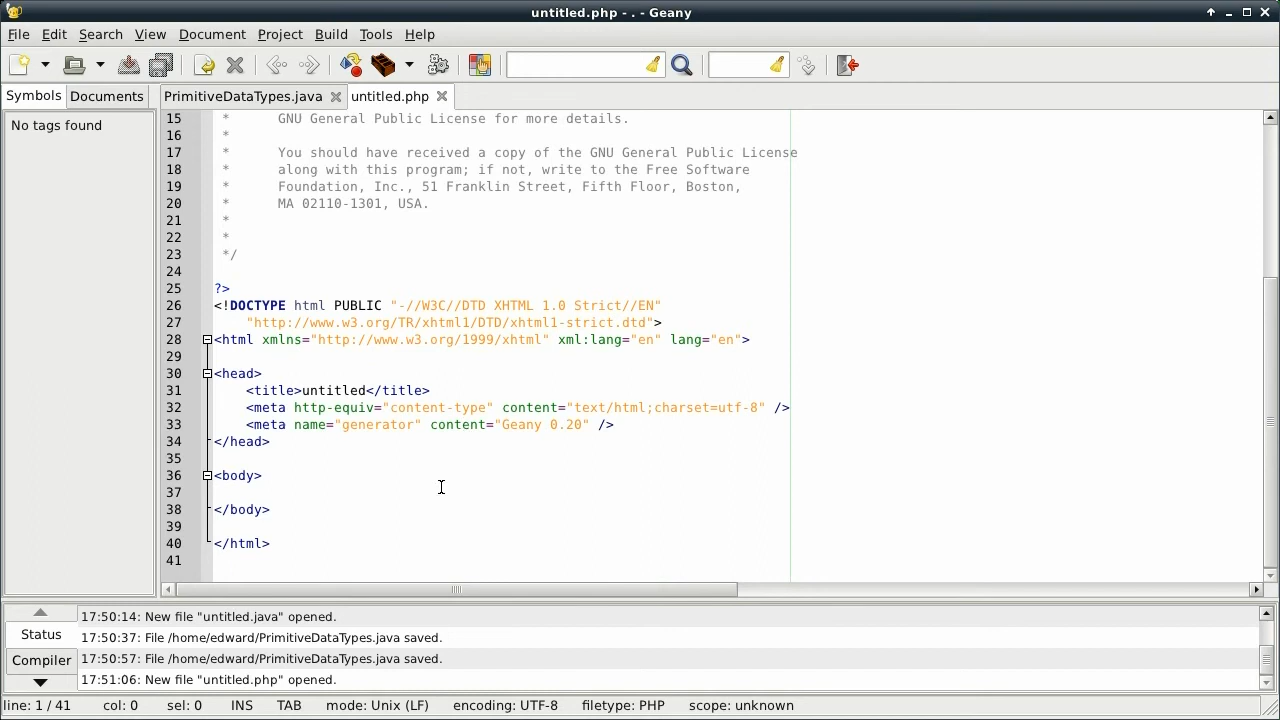 untitled.php - . - Geany
File Edit Search View Document Project Build Tools Help
Symbols Documents PrimitiveDataTypes.java untitled.php
No tags found
15 * GNU General Public License for more details.
16 *
17 * You should have received a copy of the GNU General Public License
18 * along with this program; if not, write to the Free Software
19 * Foundation, Inc., 51 Franklin Street, Fifth Floor, Boston,
20 * MA 02110-1301, USA.
21 *
22 *
23 */
24
25 ?>
26 <!DOCTYPE html PUBLIC "-//W3C//DTD XHTML 1.0 Strict//EN"
27 "http://www.w3.org/TR/xhtml1/DTD/xhtml1-strict.dtd">
28 <html xmlns="http://www.w3.org/1999/xhtml" xml:lang="en" lang="en">
29
30 <head>
31 <title>untitled</title>
32 <meta http-equiv="content-type" content="text/html;charset=utf-8" />
33 <meta name="generator" content="Geany 0.20" />
34 </head>
35
36 <body>
37
38 </body>
39
40 </html>
41
Status
Compiler
17:50:14: New file "untitled.java" opened.
17:50:37: File /home/edward/PrimitiveDataTypes.java saved.
17:50:57: File /home/edward/PrimitiveDataTypes.java saved.
17:51:06: New file "untitled.php" opened.
line: 1 / 41 col: 0 sel: 0 INS TAB mode: Unix (LF) encoding: UTF-8 filetype: PHP scope: unknown